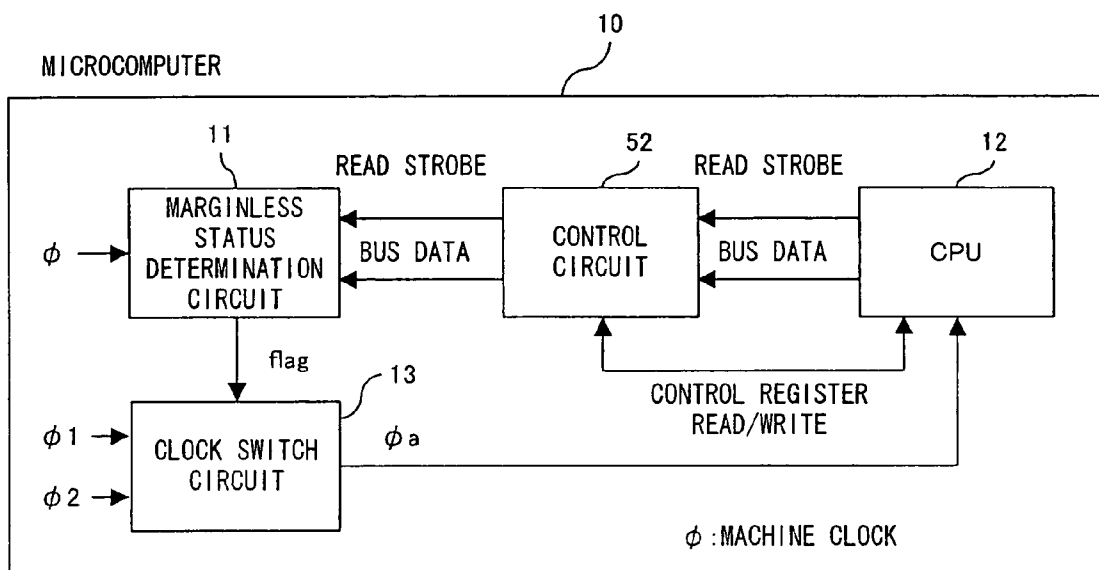 10
MICROCOMPUTER
11
52
12
READ STROBE
READ STROBE
MARGINLESS
STATUS
DETERMINATION
CIRCUIT
ϕ
BUS DATA
CONTROL
CIRCUIT
BUS DATA
CPU
flag
13
CONTROL REGISTER
READ/WRITE
ϕ1
ϕa
CLOCK SWITCH
CIRCUIT
ϕ2
ϕ:MACHINE CLOCK